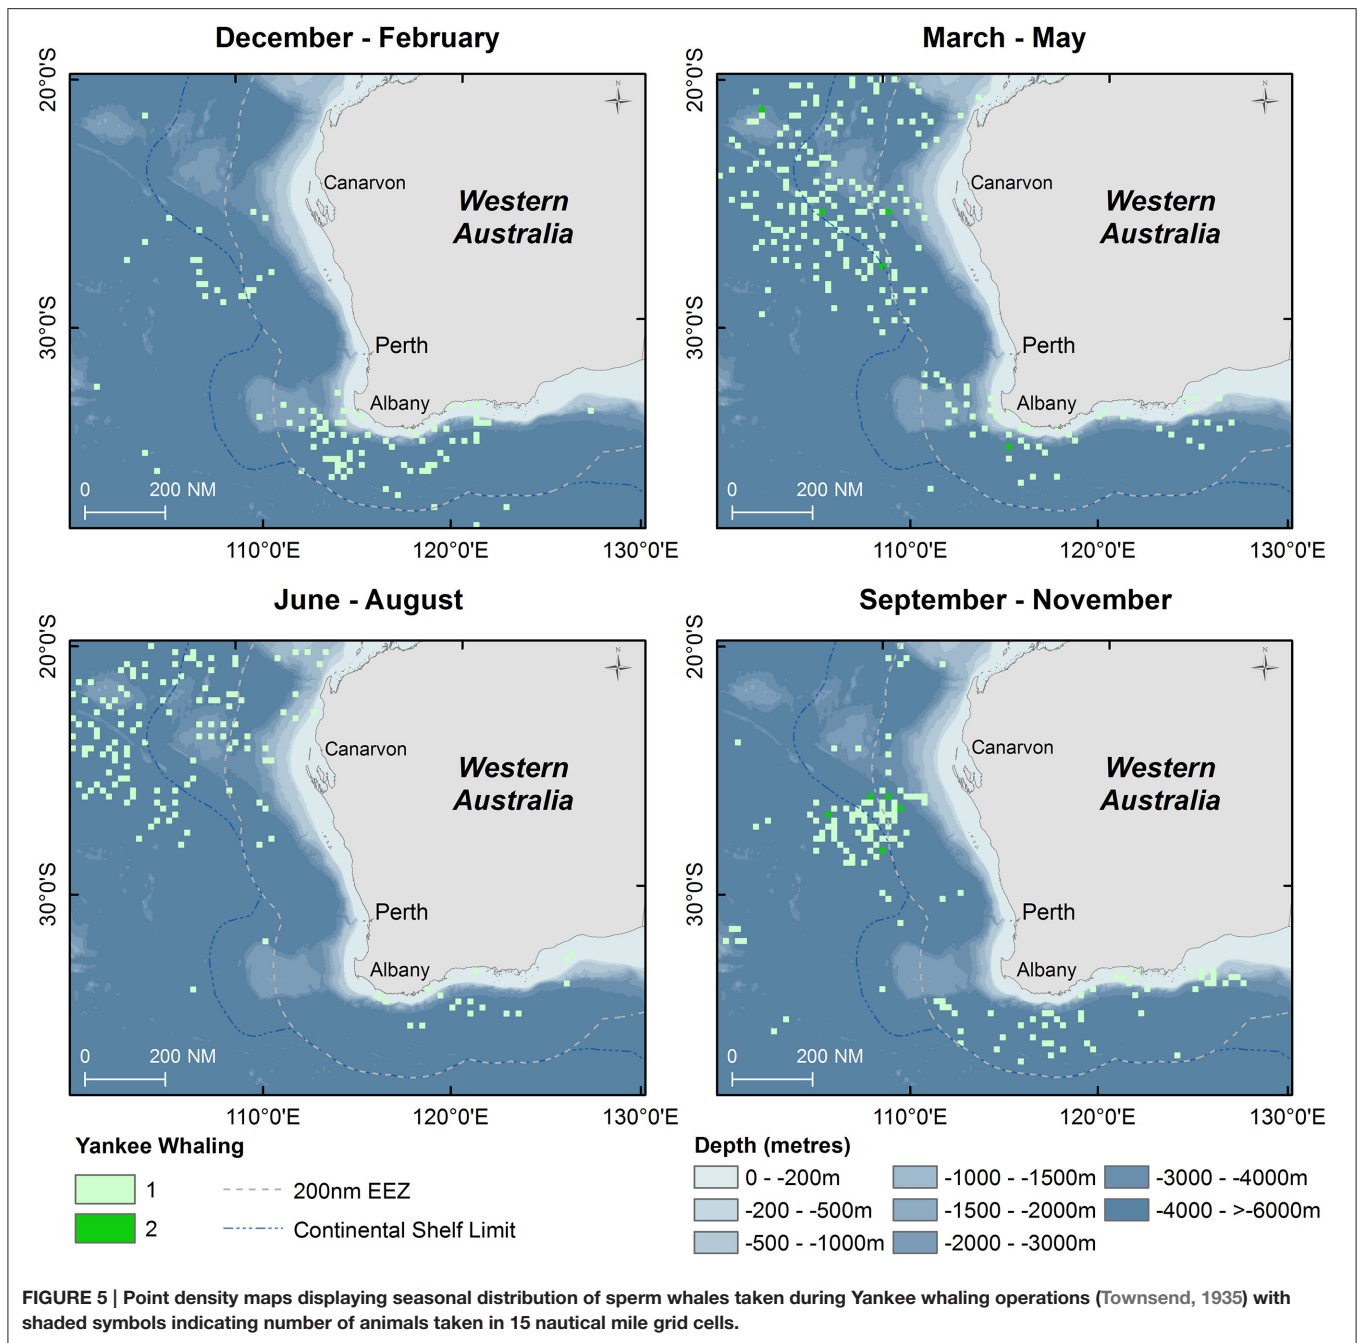 December - February
March - May
20°0'S
N
Canarvon
Western
Australia
30°0'S
Perth
Albany
0 200 NM
110°0'E 120°0'E 130°0'E
20°0'S
N
Canarvon
Western
Australia
30°0'S
Perth
Albany
0 200 NM
110°0'E 120°0'E 130°0'E
June - August
September - November
20°0'S
N
Canarvon
Western
Australia
30°0'S
Perth
Albany
0 200 NM
110°0'E 120°0'E 130°0'E
20°0'S
N
Canarvon
Western
Australia
30°0'S
Perth
Albany
0 200 NM
110°0'E 120°0'E 130°0'E
Yankee Whaling
1
2
200nm EEZ
Continental Shelf Limit
Depth (metres)
0 - -200m
-200 - -500m
-500 - -1000m
-1000 - -1500m
-1500 - -2000m
-2000 - -3000m
-3000 - -4000m
-4000 - >-6000m
FIGURE 5 | Point density maps displaying seasonal distribution of sperm whales taken during Yankee whaling operations (Townsend, 1935) with
shaded symbols indicating number of animals taken in 15 nautical mile grid cells.